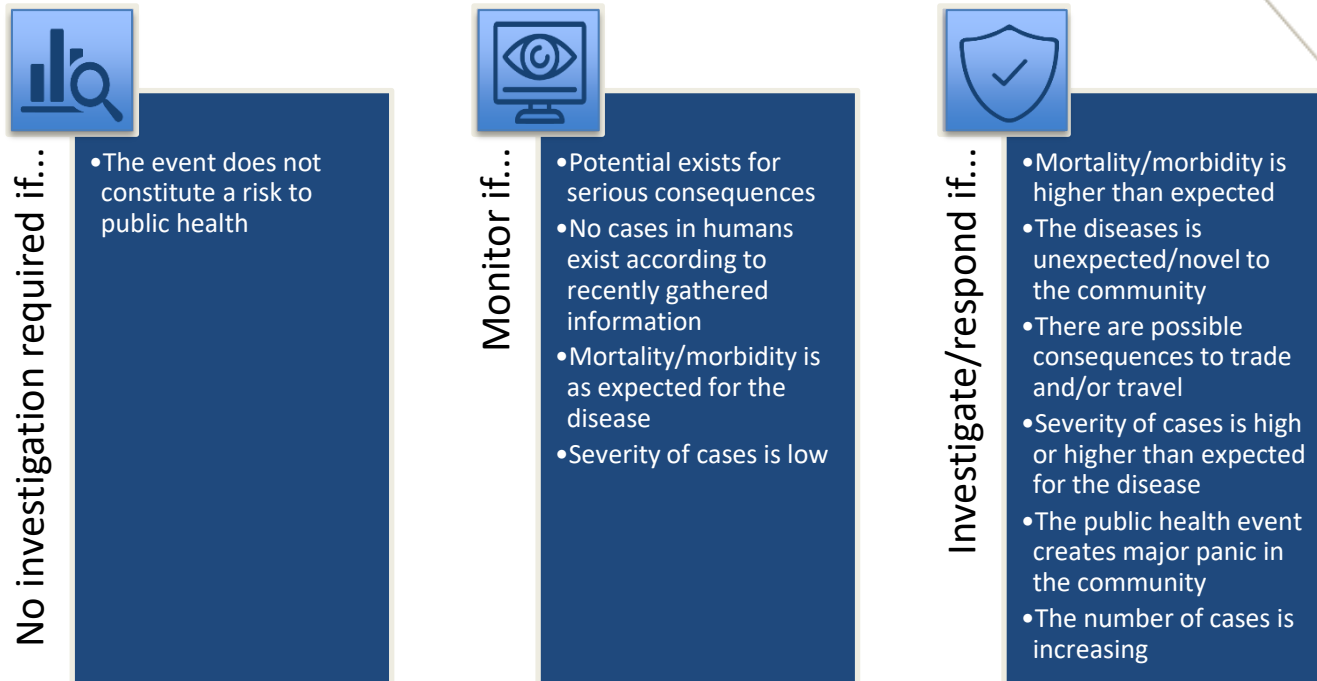 No investigation required if...
•The event does not
constitute a risk to
public health
Monitor if...
•Potential exists for
serious consequences
•No cases in humans
exist according to
recently gathered
information
•Mortality/morbidity is
as expected for the
disease
•Severity of cases is low
Investigate/respond if...
•Mortality/morbidity is
higher than expected
•The diseases is
unexpected/novel to
the community
•There are possible
consequences to trade
and/or travel
•Severity of cases is high
or higher than expected
for the disease
•The public health event
creates major panic in
the community
•The number of cases is
increasing